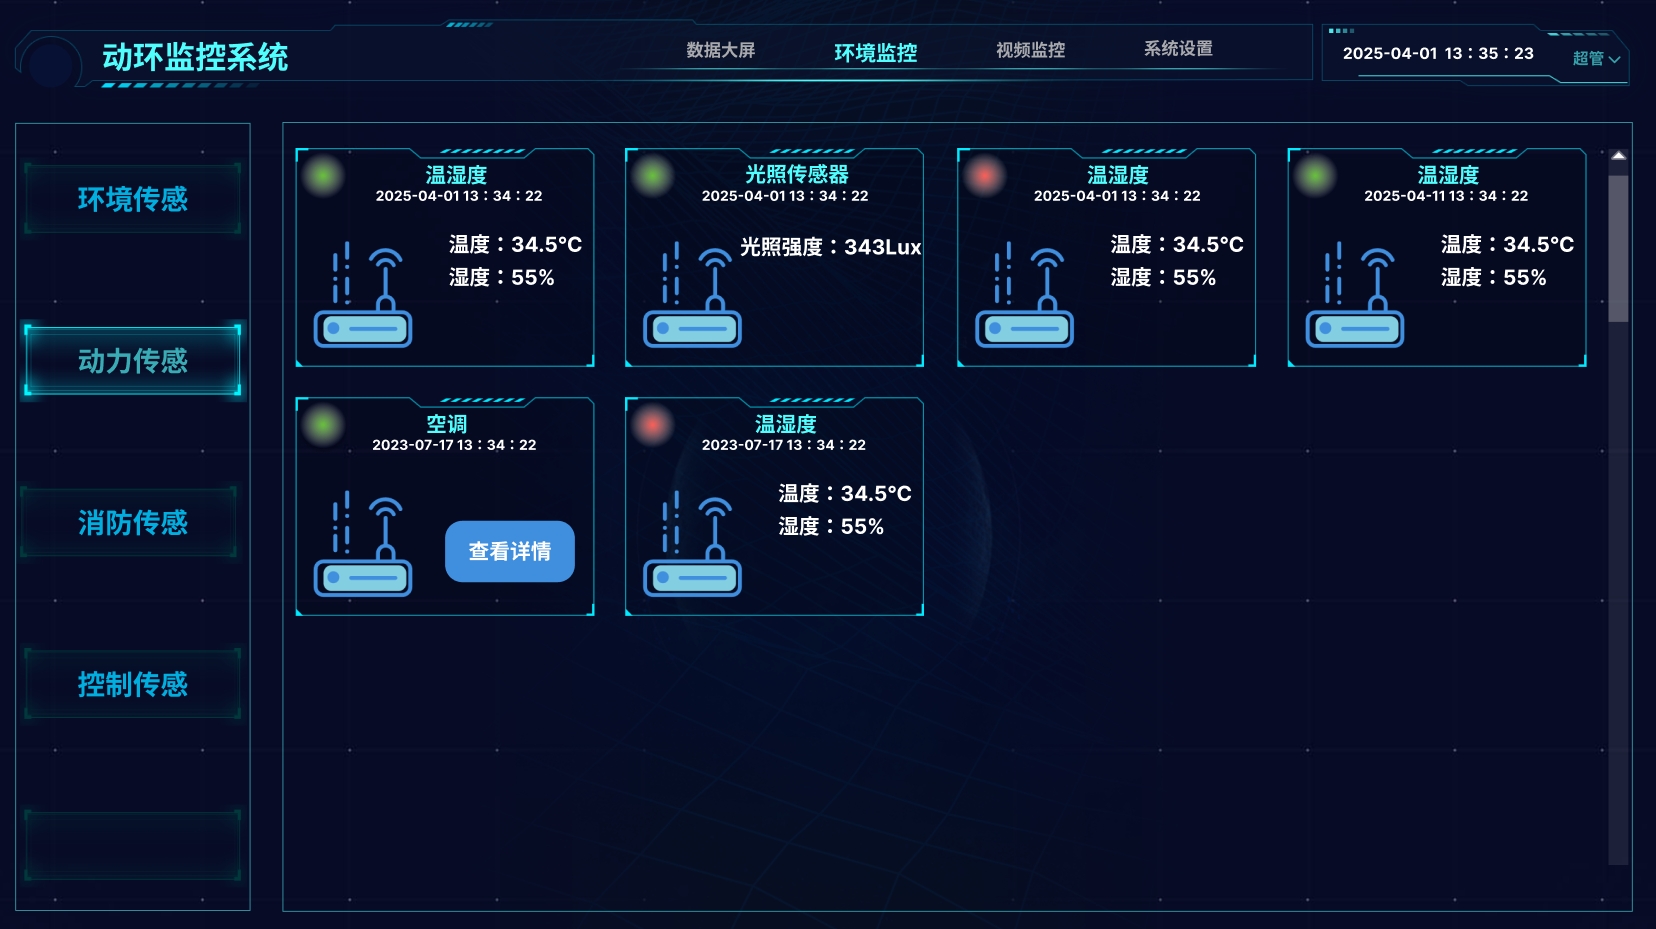 动环监控系统
数据大屏
环境监控
视频监控
系统设置
2025-04-01 13：35：23
超管
环境传感
动力传感
消防传感
控制传感
温湿度
2025-04-01 13：34：22
温度：34.5°C
湿度：55%
光照传感器
2025-04-01 13：34：22
光照强度：343Lux
温湿度
2025-04-01 13：34：22
温度：34.5°C
湿度：55%
温湿度
2025-04-11 13：34：22
温度：34.5°C
湿度：55%
空调
2023-07-17 13：34：22
查看详情
温湿度
2023-07-17 13：34：22
温度：34.5°C
湿度：55%